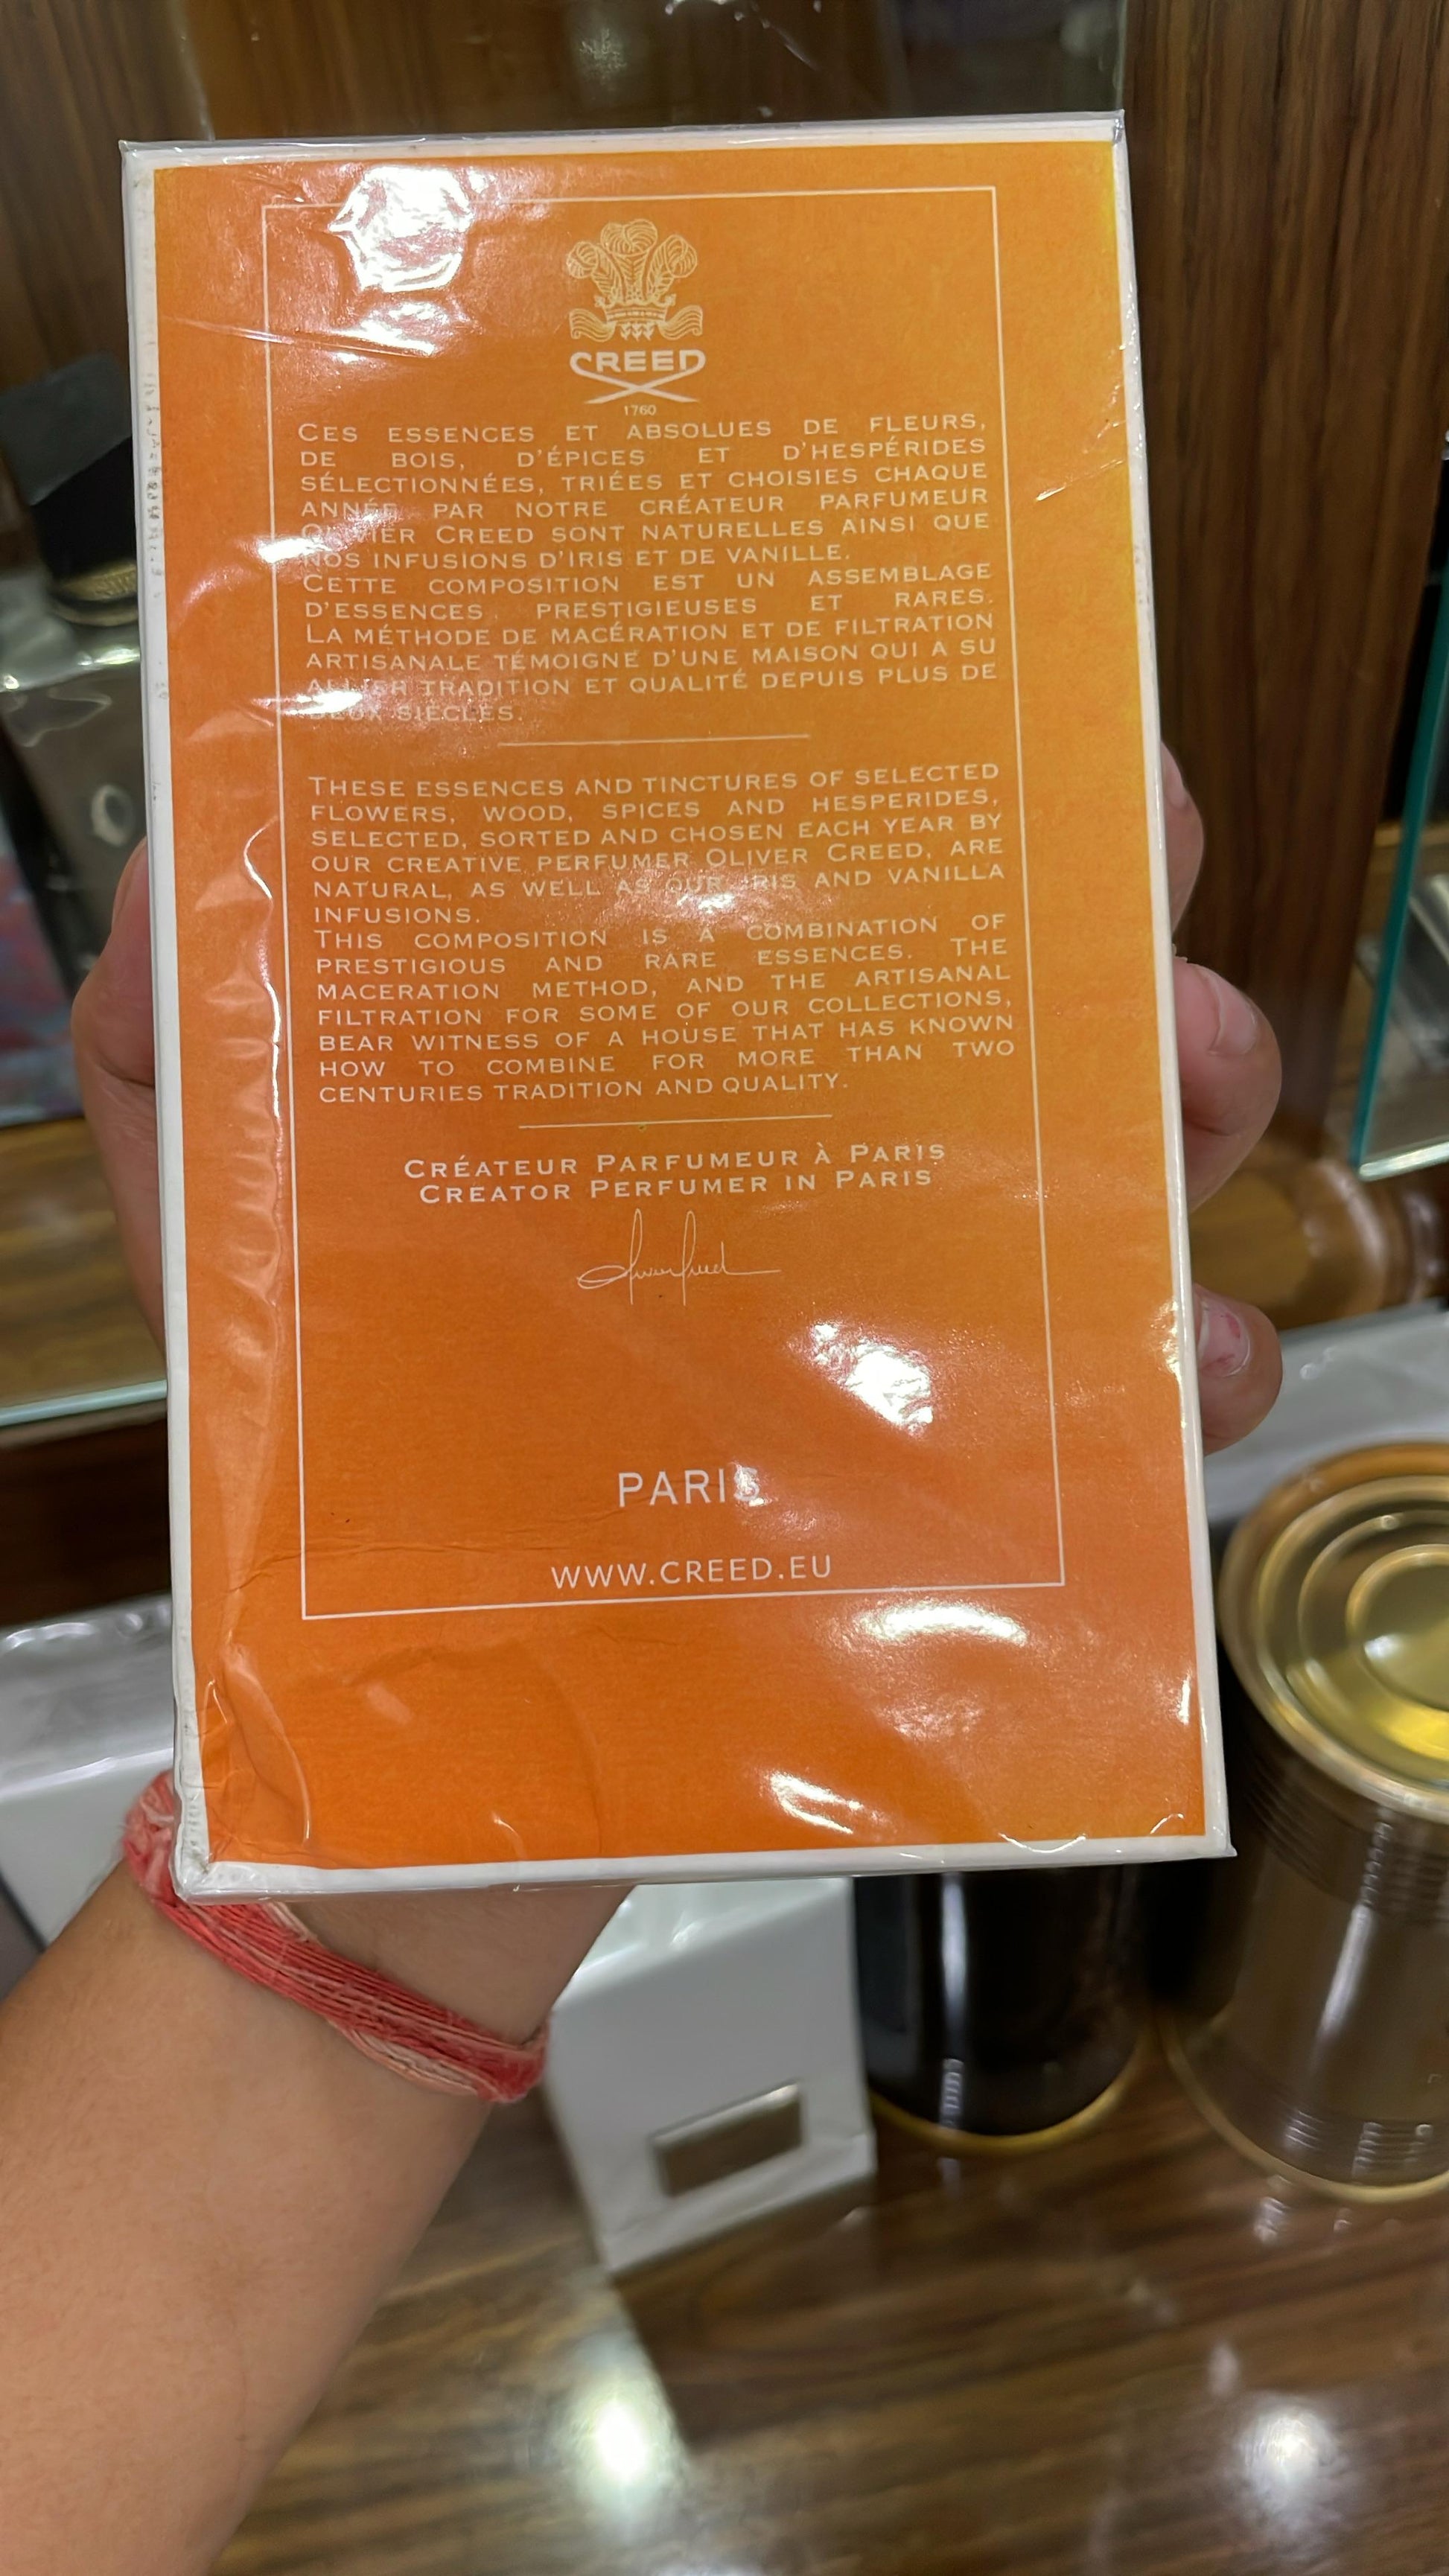 CREED
1760
CES ESSENCES ET ABSOLUES DE FLEURS,
DE BOIS, D'ÉPICES ET D'HESPÉRIDES
SÉLECTIONNÉES, TRIÉES ET CHOISIES CHAQUE
ANNÉE PAR NOTRE CRÉATEUR PARFUMEUR
OLIVIER CREED SONT NATURELLES AINSI QUE
NOS INFUSIONS D'IRIS ET DE VANILLE.
CETTE COMPOSITION EST UN ASSEMBLAGE
D'ESSENCES PRESTIGIEUSES ET RARES.
LA MÉTHODE DE MACÉRATION ET DE FILTRATION
ARTISANALE TÉMOIGNE D'UNE MAISON QUI A SU
ALLIER TRADITION ET QUALITÉ DEPUIS PLUS DE
DEUX SIÈCLES.
THESE ESSENCES AND TINCTURES OF SELECTED
FLOWERS, WOOD, SPICES AND HESPERIDES,
SELECTED, SORTED AND CHOSEN EACH YEAR BY
OUR CREATIVE PERFUMER OLIVER CREED, ARE
NATURAL, AS WELL AS OUR IRIS AND VANILLA
INFUSIONS.
THIS COMPOSITION IS A COMBINATION OF
PRESTIGIOUS AND RARE ESSENCES. THE
MACERATION METHOD, AND THE ARTISANAL
FILTRATION FOR SOME OF OUR COLLECTIONS,
BEAR WITNESS OF A HOUSE THAT HAS KNOWN
HOW TO COMBINE FOR MORE THAN TWO
CENTURIES TRADITION AND QUALITY.
CRÉATEUR PARFUMEUR À PARIS
CREATOR PERFUMER IN PARIS
PARIS
WWW.CREED.EU